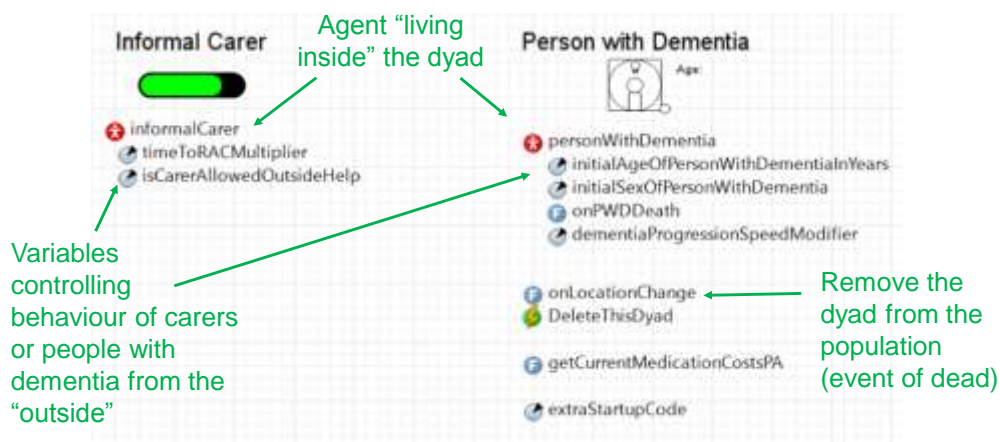 Informal Carer
Agent “living
inside” the dyad
Person with Dementia
Age:
informalCarer
timeToRACMultiplier
isCarerAllowedOutsideHelp
personWithDementia
initialAgeOfPersonWithDementiaInYears
initialSexOfPersonWithDementia
onPWDDeath
dementiaProgressionSpeedModifier
Variables
controlling
behaviour of carers
or people with
dementia from the
“outside”
onLocationChange
DeleteThisDyad
getCurrentMedicationCostsPA
extraStartupCode
Remove the
dyad from the
population
(event of dead)